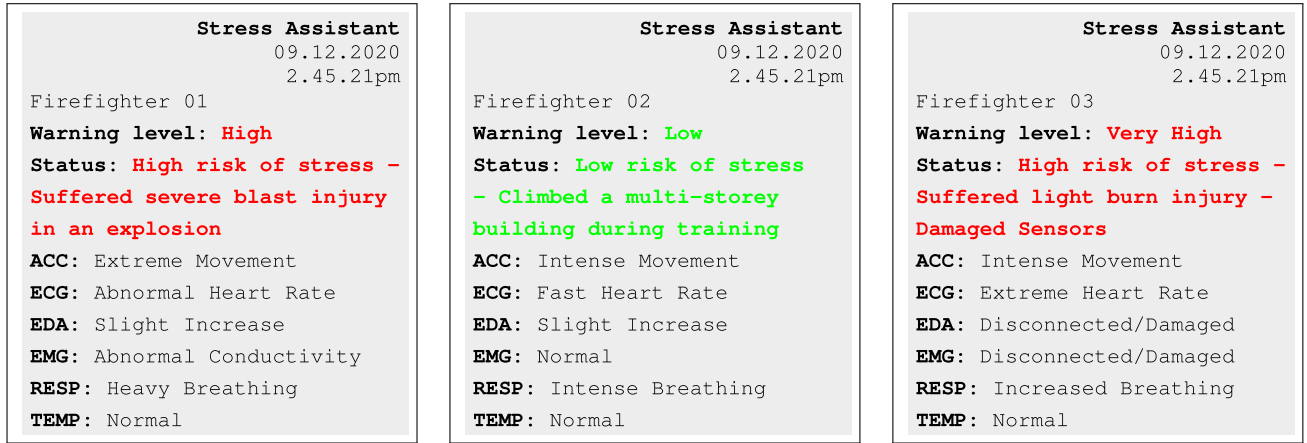 Stress Assistant
09.12.2020
2.45.21pm
Firefighter 01
Warning level: High
Status: High risk of stress –
Suffered severe blast injury
in an explosion
ACC: Extreme Movement
ECG: Abnormal Heart Rate
EDA: Slight Increase
EMG: Abnormal Conductivity
RESP: Heavy Breathing
TEMP: Normal
Stress Assistant
09.12.2020
2.45.21pm
Firefighter 02
Warning level: Low
Status: Low risk of stress
– Climbed a multi-storey
building during training
ACC: Intense Movement
ECG: Fast Heart Rate
EDA: Slight Increase
EMG: Normal
RESP: Intense Breathing
TEMP: Normal
Stress Assistant
09.12.2020
2.45.21pm
Firefighter 03
Warning level: Very High
Status: High risk of stress –
Suffered light burn injury –
Damaged Sensors
ACC: Intense Movement
ECG: Extreme Heart Rate
EDA: Disconnected/Damaged
EMG: Disconnected/Damaged
RESP: Increased Breathing
TEMP: Normal